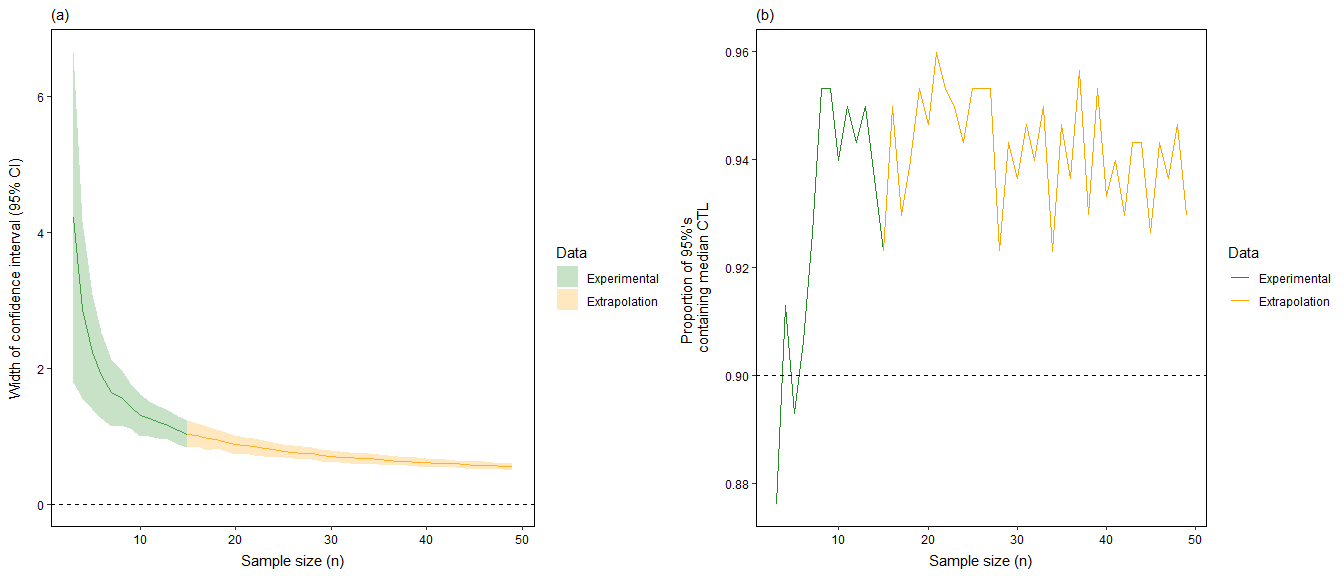 (a)
Width of confidence interval (95% CI)
6
4
2
0
10
20
30
40
50
Sample size (n)
Data
Experimental
Extrapolation
(b)
Proportion of 95%'s
containing median CTL
0.96
0.94
0.92
0.90
0.88
10
20
30
40
50
Sample size (n)
Data
Experimental
Extrapolation